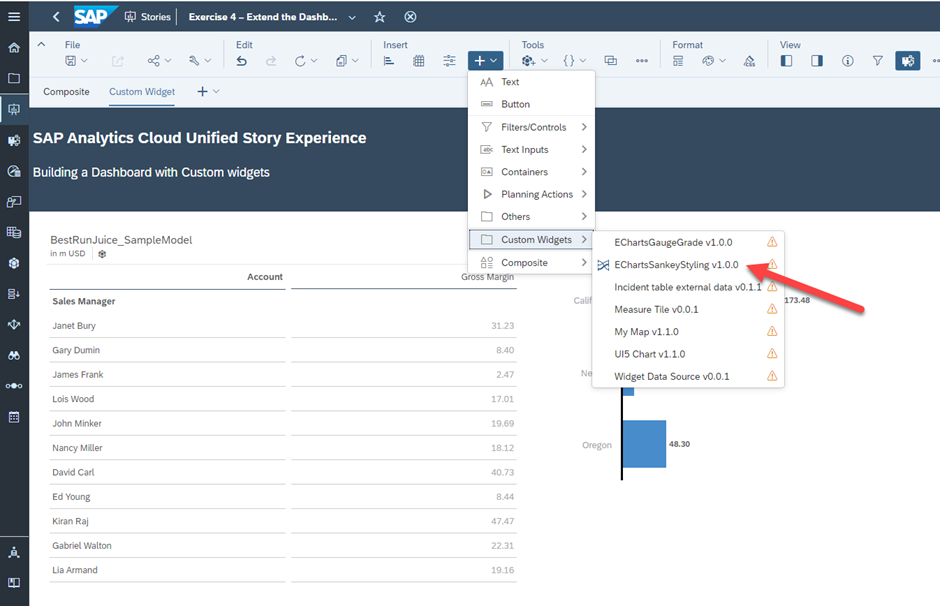 SAP Stories Exercise 4 – Extend the Dashb...
File Edit Insert Tools Format View
Composite Custom Widget
SAP Analytics Cloud Unified Story Experience
Building a Dashboard with Custom widgets
AA Text
Button
Filters/Controls
abc Text Inputs
Containers
Planning Actions
Others
Custom Widgets
Composite
EChartsGaugeGrade v1.0.0
EChartsSankeyStyling v1.0.0
Incident table external data v0.1.1
Measure Tile v0.0.1
My Map v1.1.0
UI5 Chart v1.1.0
Widget Data Source v0.0.1
BestRunJuice_SampleModel
in m USD
Account Gross Margin
Sales Manager
Janet Bury 31.23
Gary Dumin 8.40
James Frank 2.47
Lois Wood 17.01
John Minker 19.69
Nancy Miller 18.12
David Carl 40.73
Ed Young 8.44
Kiran Raj 47.47
Gabriel Walton 22.31
Lia Armand 19.16
Calif 173.48
Ne
Oregon 48.30